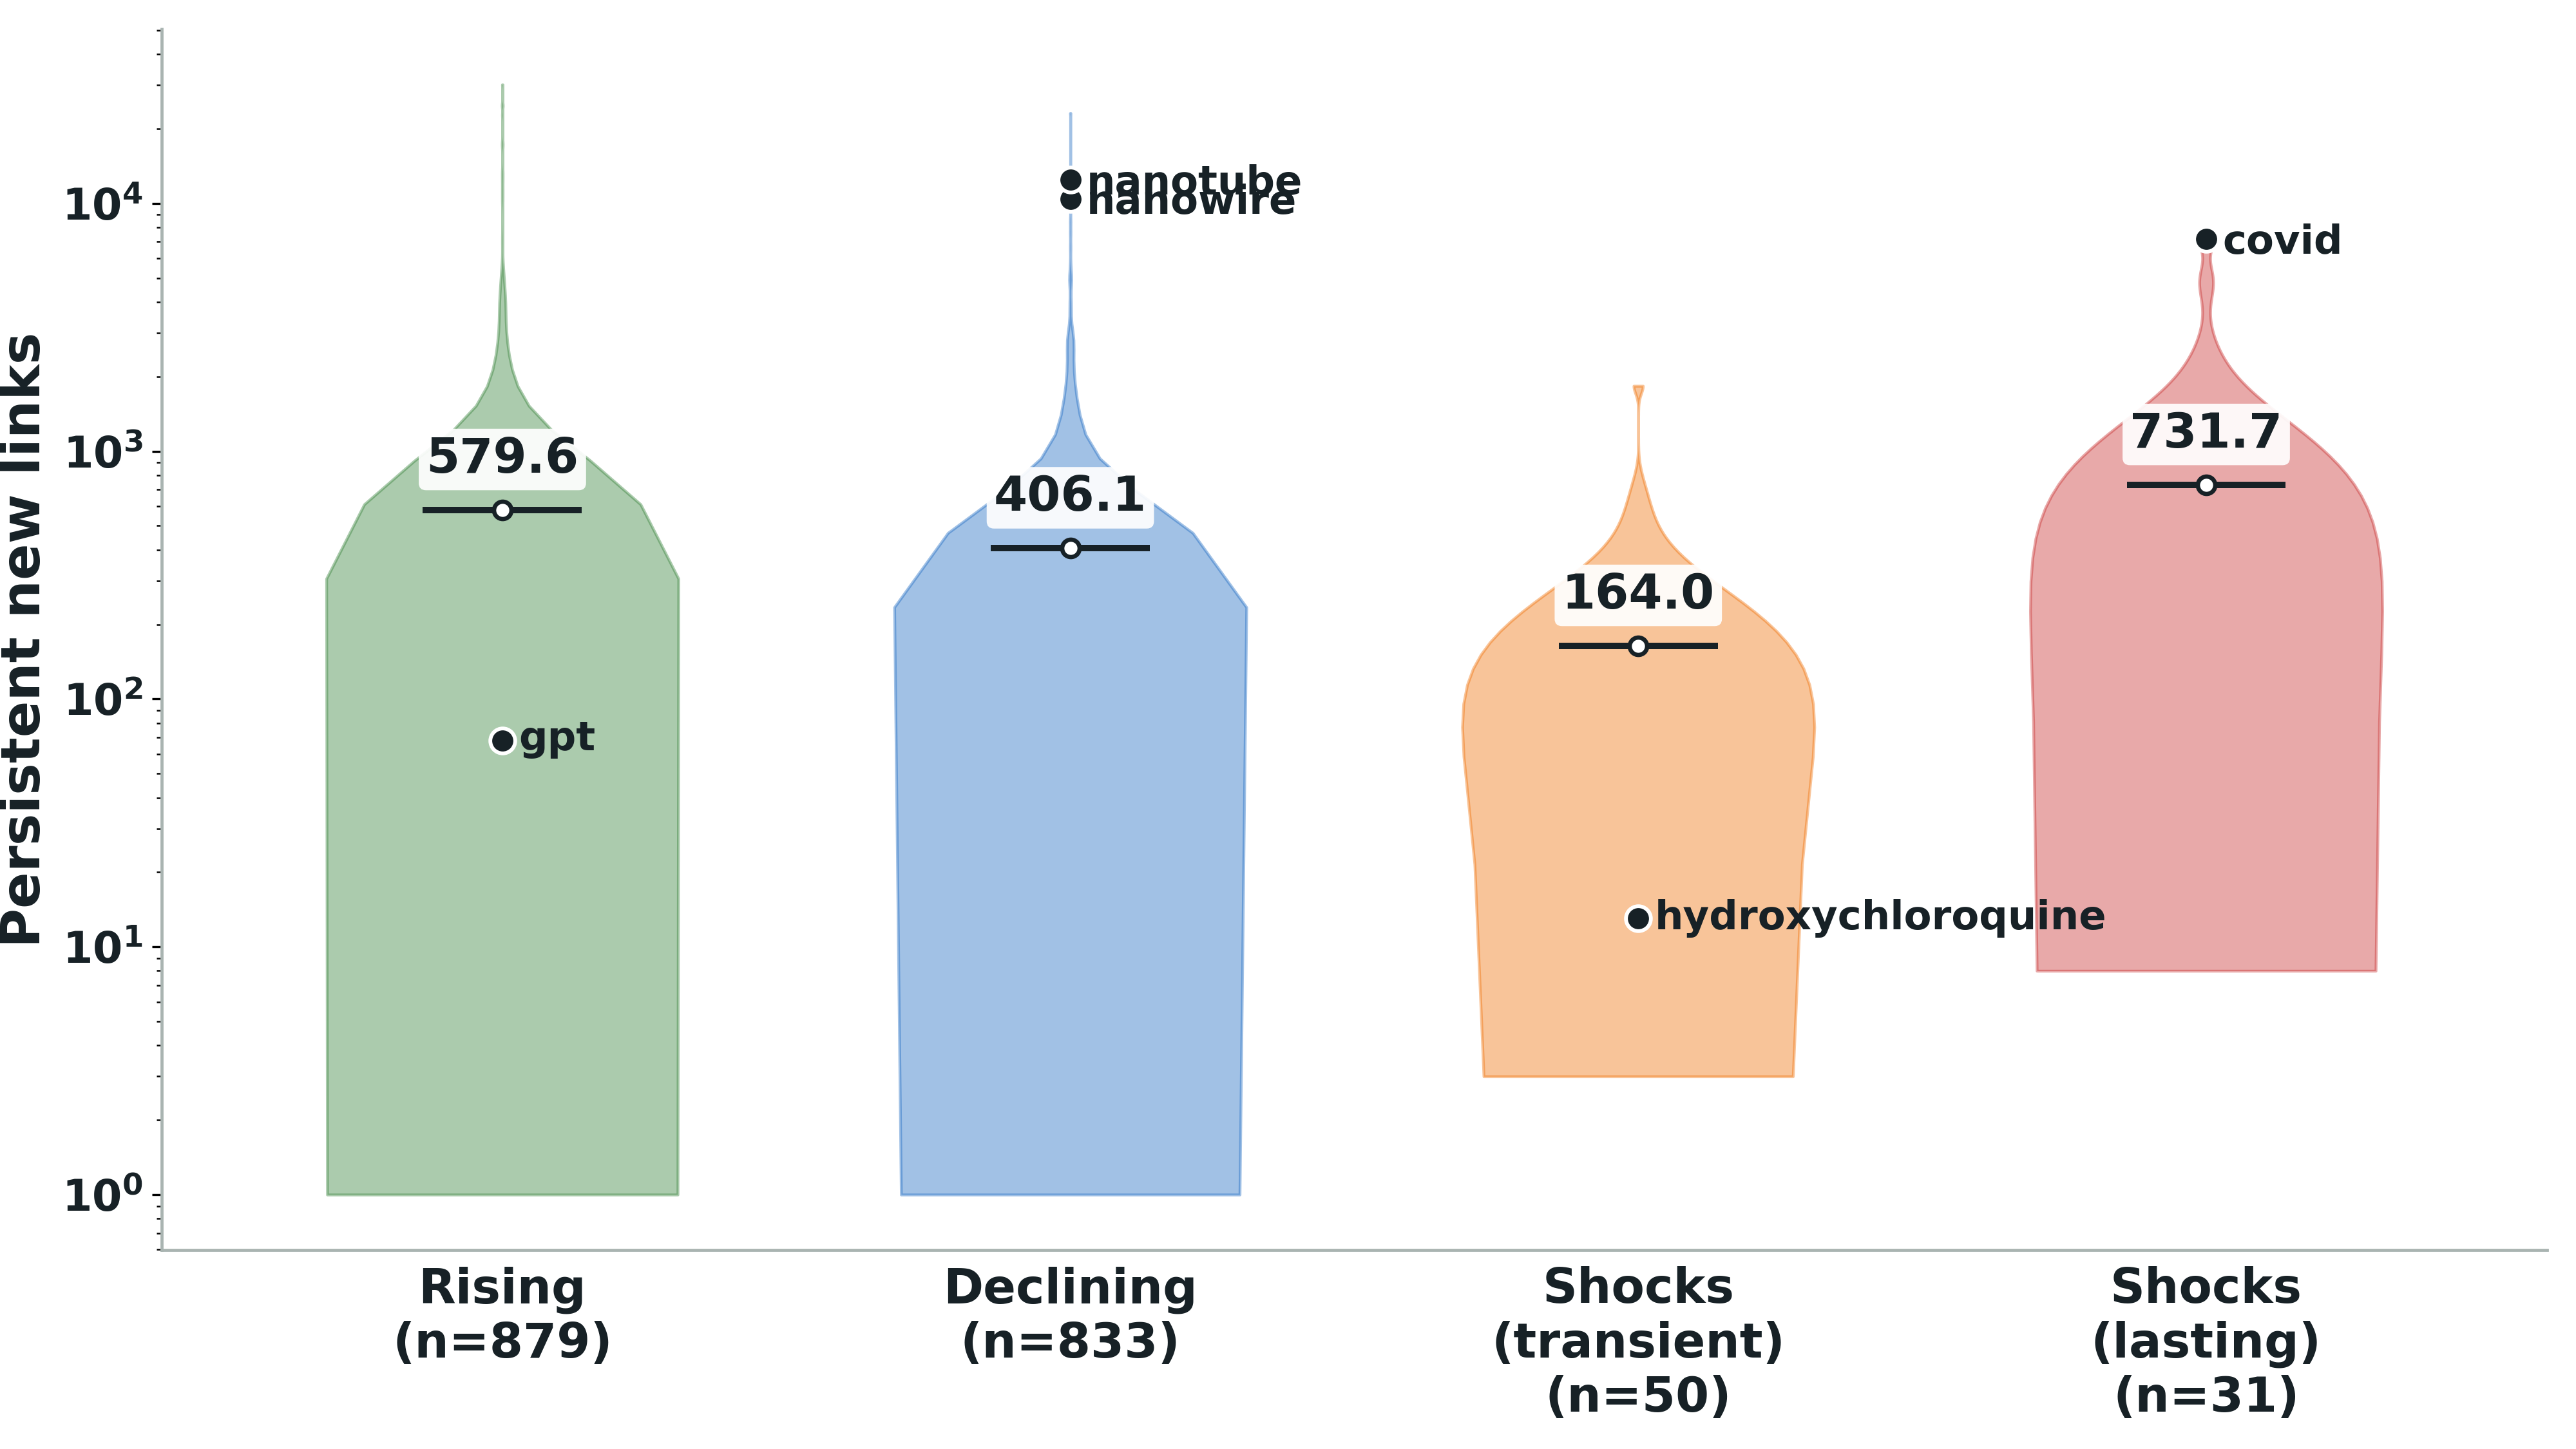 Persistent new links
10⁴
10³
10²
10¹
10⁰
nanotube
nanowire
covid
579.6
406.1
164.0
731.7
gpt
hydroxychloroquine
Rising
(n=879)
Declining
(n=833)
Shocks
(transient)
(n=50)
Shocks
(lasting)
(n=31)